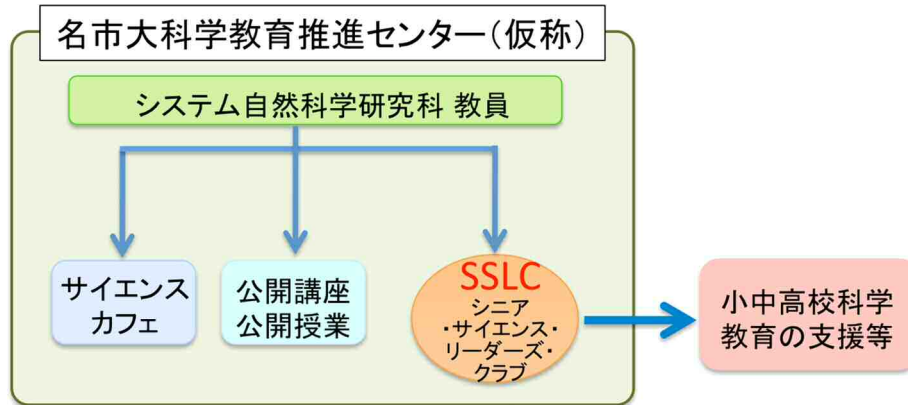 名市大科学教育推進センター(仮称)
システム自然科学研究科 教員
サイエンス
カフェ
公開講座
公開授業
SSLC
シニア
・サイエンス・
リーダーズ・
クラブ
小中高校科学
教育の支援等